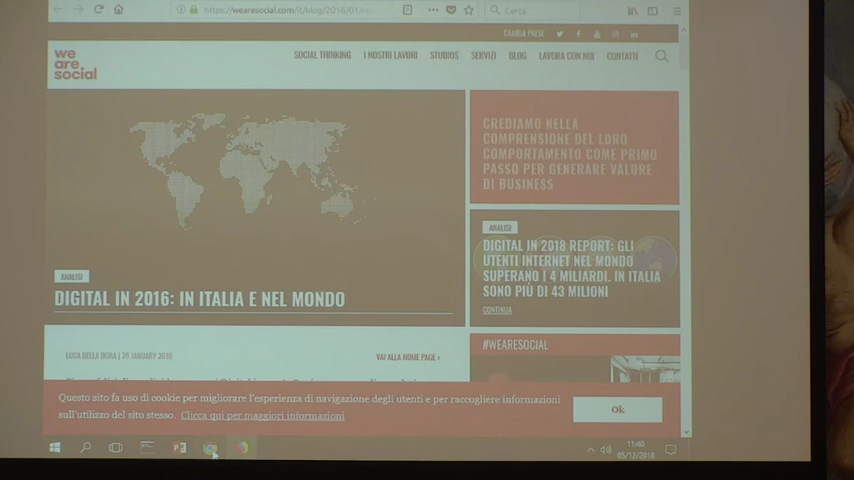 https://wearesocial.com/it/blog/2016/01/
Cerca
CAMBIA PAESE
we
are
social
SOCIAL THINKING I NOSTRI LAVORI STUDIOS SERVIZI BLOG LAVORA CON NOI CONTATTI
CREDIAMO NELLA
COMPRENSIONE DEL LORO
COMPORTAMENTO COME PRIMO
PASSO PER GENERARE VALORE
DI BUSINESS
ANALISI
DIGITAL IN 2016: IN ITALIA E NEL MONDO
ANALISI
DIGITAL IN 2018 REPORT: GLI
UTENTI INTERNET NEL MONDO
SUPERANO I 4 MILIARDI. IN ITALIA
SONO PIÙ DI 43 MILIONI
CONTINUA
LUCA DELLA DORA | 28 JANUARY 2016
VAI ALLA HOME PAGE ›
#WEARESOCIAL
Questo sito fa uso di cookie per migliorare l'esperienza di navigazione degli utenti e per raccogliere informazioni
sull'utilizzo del sito stesso. Clicca qui per maggiori informazioni
Ok
11:40
05/12/2018